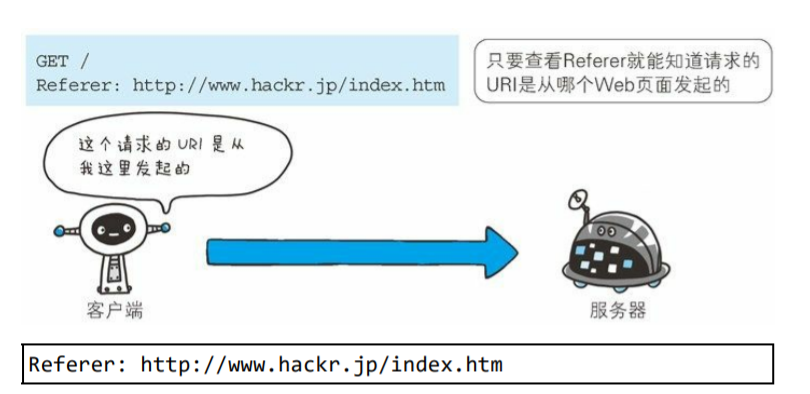 GET /
Referer: http://www.hackr.jp/index.htm
只要查看Referer就能知道请求的
URI是从哪个Web页面发起的
这个请求的 URI 是从
我这里发起的
客户端
服务器
Referer: http://www.hackr.jp/index.htm